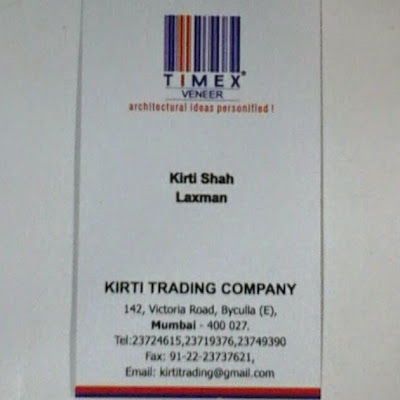 TIMEX®
VENEER
architectural ideas personified !
Kirti Shah
Laxman
KIRTI TRADING COMPANY
142, Victoria Road, Byculla (E),
Mumbai - 400 027.
Tel:23724615,23719376,23749390
Fax: 91-22-23737621,
Email: kirtitrading@gmail.com